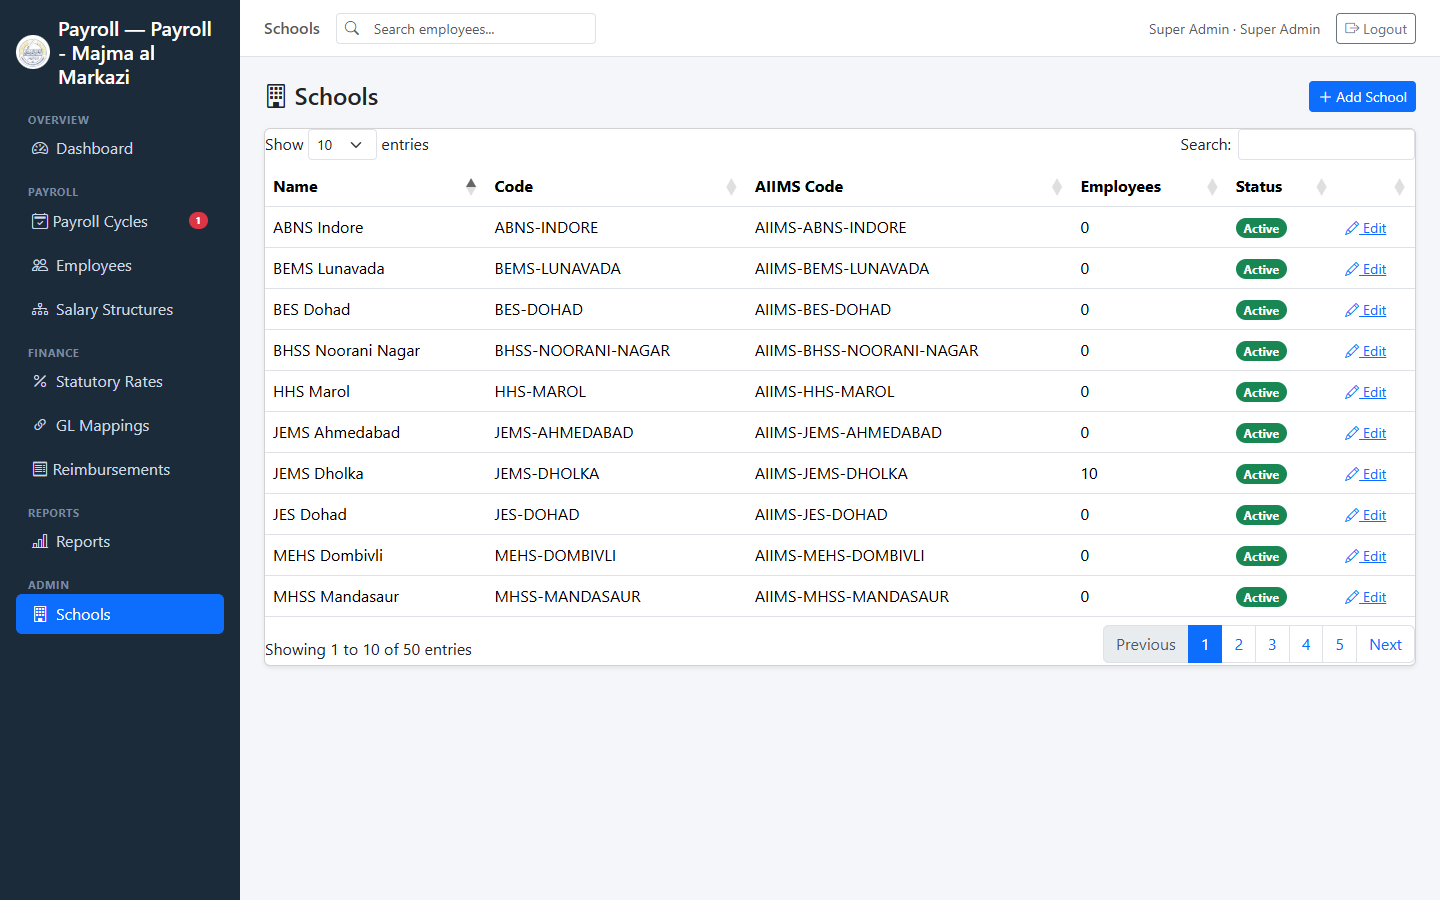 Payroll — Payroll
- Majma al
Markazi
OVERVIEW
Dashboard
PAYROLL
Payroll Cycles 1
Employees
Salary Structures
FINANCE
Statutory Rates
GL Mappings
Reimbursements
REPORTS
Reports
ADMIN
Schools
Schools Search employees... Super Admin · Super Admin Logout
Schools + Add School
Show 10 entries Search:
Name Code AIIMS Code Employees Status
ABNS Indore ABNS-INDORE AIIMS-ABNS-INDORE 0 Active Edit
BEMS Lunavada BEMS-LUNAVADA AIIMS-BEMS-LUNAVADA 0 Active Edit
BES Dohad BES-DOHAD AIIMS-BES-DOHAD 0 Active Edit
BHSS Noorani Nagar BHSS-NOORANI-NAGAR AIIMS-BHSS-NOORANI-NAGAR 0 Active Edit
HHS Marol HHS-MAROL AIIMS-HHS-MAROL 0 Active Edit
JEMS Ahmedabad JEMS-AHMEDABAD AIIMS-JEMS-AHMEDABAD 0 Active Edit
JEMS Dholka JEMS-DHOLKA AIIMS-JEMS-DHOLKA 10 Active Edit
JES Dohad JES-DOHAD AIIMS-JES-DOHAD 0 Active Edit
MEHS Dombivli MEHS-DOMBIVLI AIIMS-MEHS-DOMBIVLI 0 Active Edit
MHSS Mandasaur MHSS-MANDASAUR AIIMS-MHSS-MANDASAUR 0 Active Edit
Showing 1 to 10 of 50 entries Previous 1 2 3 4 5 Next